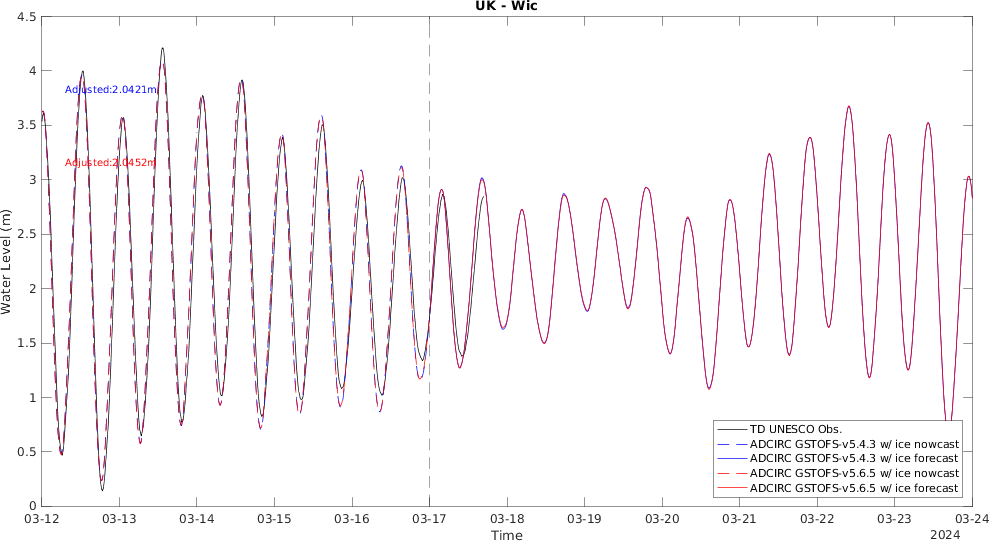 UK - Wic
4.5
4
3.5
3
2.5
2
1.5
1
0.5
0
Water Level (m)
Adjusted:2.0421m
Adjusted:2.0452m
TD UNESCO Obs.
ADCIRC GSTOFS-v5.4.3 w/ ice nowcast
ADCIRC GSTOFS-v5.4.3 w/ ice forecast
ADCIRC GSTOFS-v5.6.5 w/ ice nowcast
ADCIRC GSTOFS-v5.6.5 w/ ice forecast
03-12 03-13 03-14 03-15 03-16 03-17 03-18 03-19 03-20 03-21 03-22 03-23 03-24
Time
2024